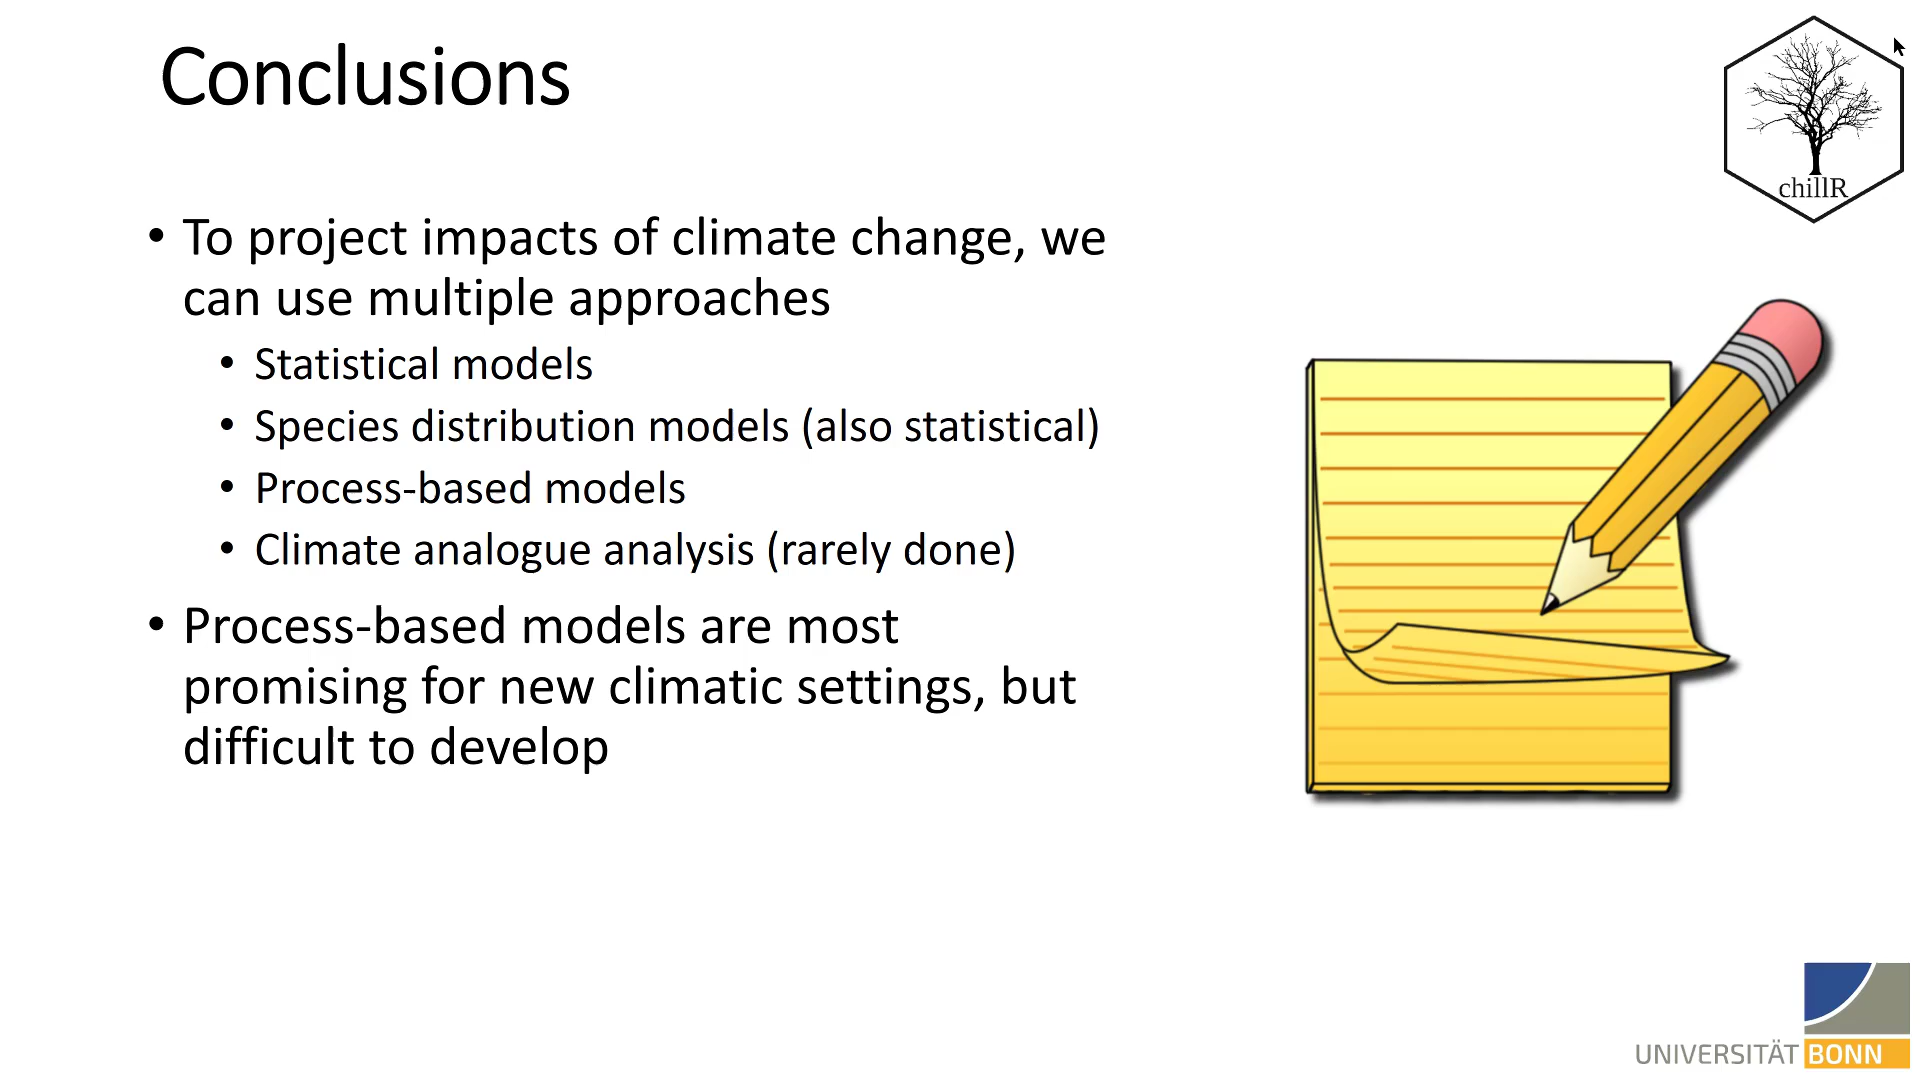 Conclusions
chillR
• To project impacts of climate change, we
can use multiple approaches
• Statistical models
• Species distribution models (also statistical)
• Process-based models
• Climate analogue analysis (rarely done)
• Process-based models are most
promising for new climatic settings, but
difficult to develop
UNIVERSITÄT BONN